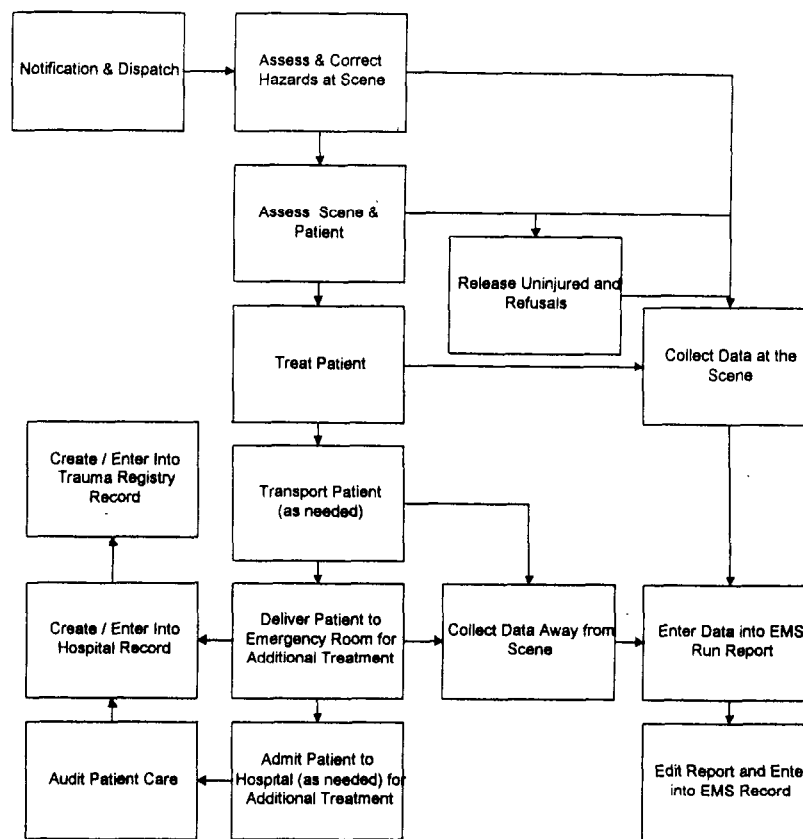 Notification & Dispatch
Assess & Correct
Hazards at Scene
Assess Scene &
Patient
Release Uninjured and
Refusals
Treat Patient
Collect Data at the
Scene
Create / Enter Into
Trauma Registry
Record
Transport Patient
(as needed)
Create / Enter Into
Hospital Record
Deliver Patient to
Emergency Room for
Additional Treatment
Collect Data Away from
Scene
Enter Data into EMS
Run Report
Audit Patient Care
Admit Patient to
Hospital (as needed) for
Additional Treatment
Edit Report and Enter
into EMS Record